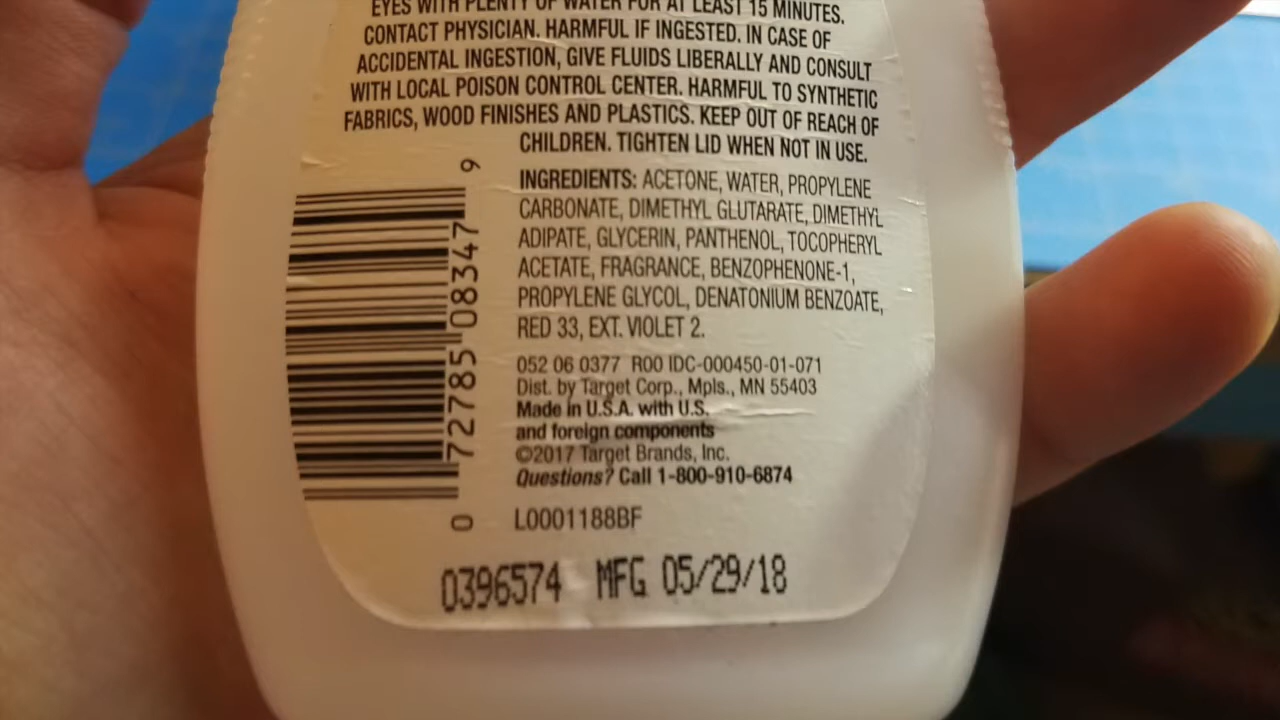 EYES WITH PLENTY OF WATER FOR AT LEAST 15 MINUTES.
CONTACT PHYSICIAN. HARMFUL IF INGESTED. IN CASE OF
ACCIDENTAL INGESTION, GIVE FLUIDS LIBERALLY AND CONSULT
WITH LOCAL POISON CONTROL CENTER. HARMFUL TO SYNTHETIC
FABRICS, WOOD FINISHES AND PLASTICS. KEEP OUT OF REACH OF
CHILDREN. TIGHTEN LID WHEN NOT IN USE.
INGREDIENTS: ACETONE, WATER, PROPYLENE
CARBONATE, DIMETHYL GLUTARATE, DIMETHYL
ADIPATE, GLYCERIN, PANTHENOL, TOCOPHERYL
ACETATE, FRAGRANCE, BENZOPHENONE-1,
PROPYLENE GLYCOL, DENATONIUM BENZOATE,
RED 33, EXT. VIOLET 2.
052 06 0377 R00 IDC-000450-01-071
Dist. by Target Corp., Mpls., MN 55403
Made in U.S.A. with U.S.
and foreign components
©2017 Target Brands, Inc.
Questions? Call 1-800-910-6874
L0001188BF
0396574 MFG 05/29/18
0 72785 08347 9